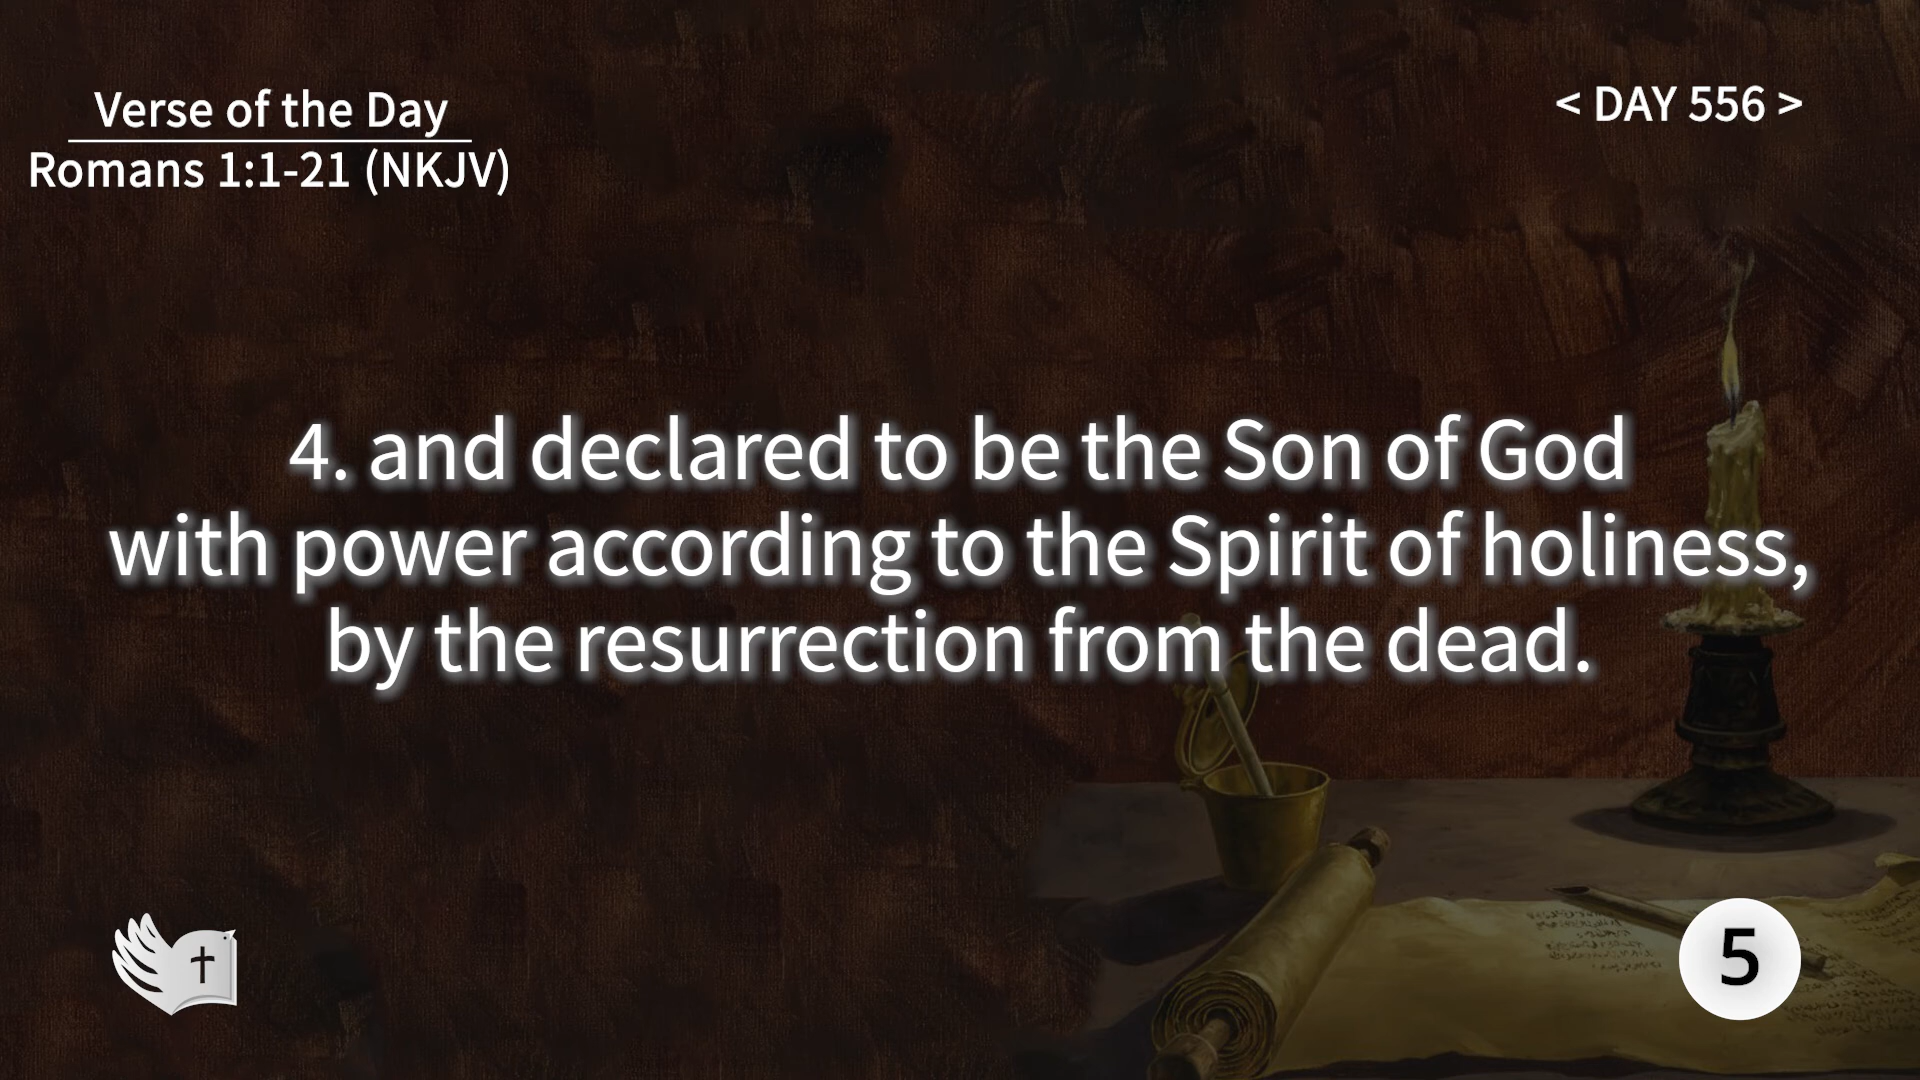 Verse of the Day
Romans 1:1-21 (NKJV)
< DAY 556 >
4. and declared to be the Son of God
with power according to the Spirit of holiness,
by the resurrection from the dead.
5